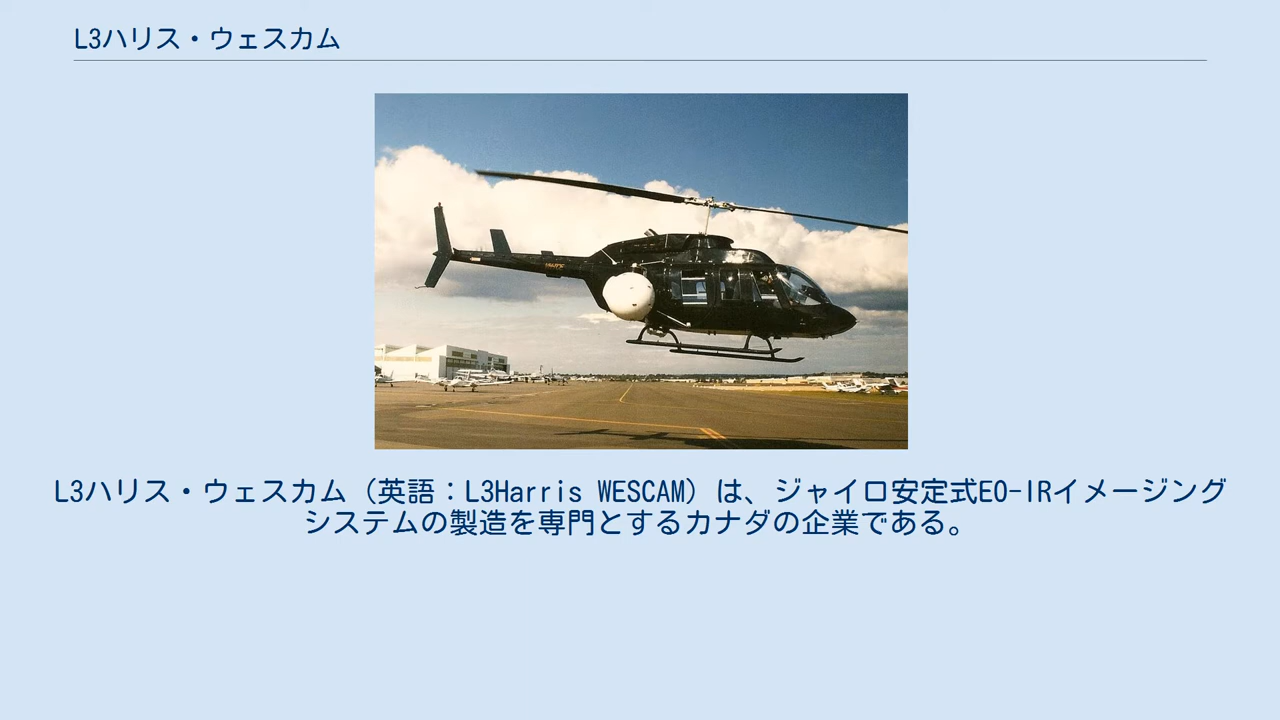 L3ハリス・ウェスカム
L3ハリス・ウェスカム（英語：L3Harris WESCAM）は、ジャイロ安定式EO-IRイメージング
システムの製造を専門とするカナダの企業である。